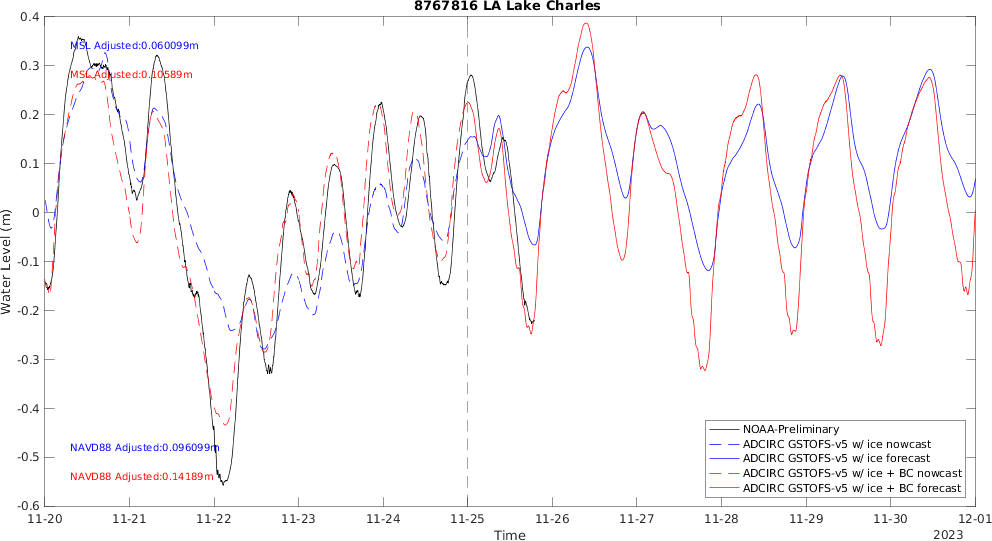 8767816 LA Lake Charles
0.4
0.3
0.2
0.1
0
-0.1
-0.2
-0.3
-0.4
-0.5
-0.6
Water Level (m)
MSL Adjusted:0.060099m
MSL Adjusted:0.10589m
NAVD88 Adjusted:0.096099m
NAVD88 Adjusted:0.14189m
NOAA-Preliminary
ADCIRC GSTOFS-v5 w/ ice nowcast
ADCIRC GSTOFS-v5 w/ ice forecast
ADCIRC GSTOFS-v5 w/ ice + BC nowcast
ADCIRC GSTOFS-v5 w/ ice + BC forecast
11-20 11-21 11-22 11-23 11-24 11-25 11-26 11-27 11-28 11-29 11-30 12-01
Time
2023